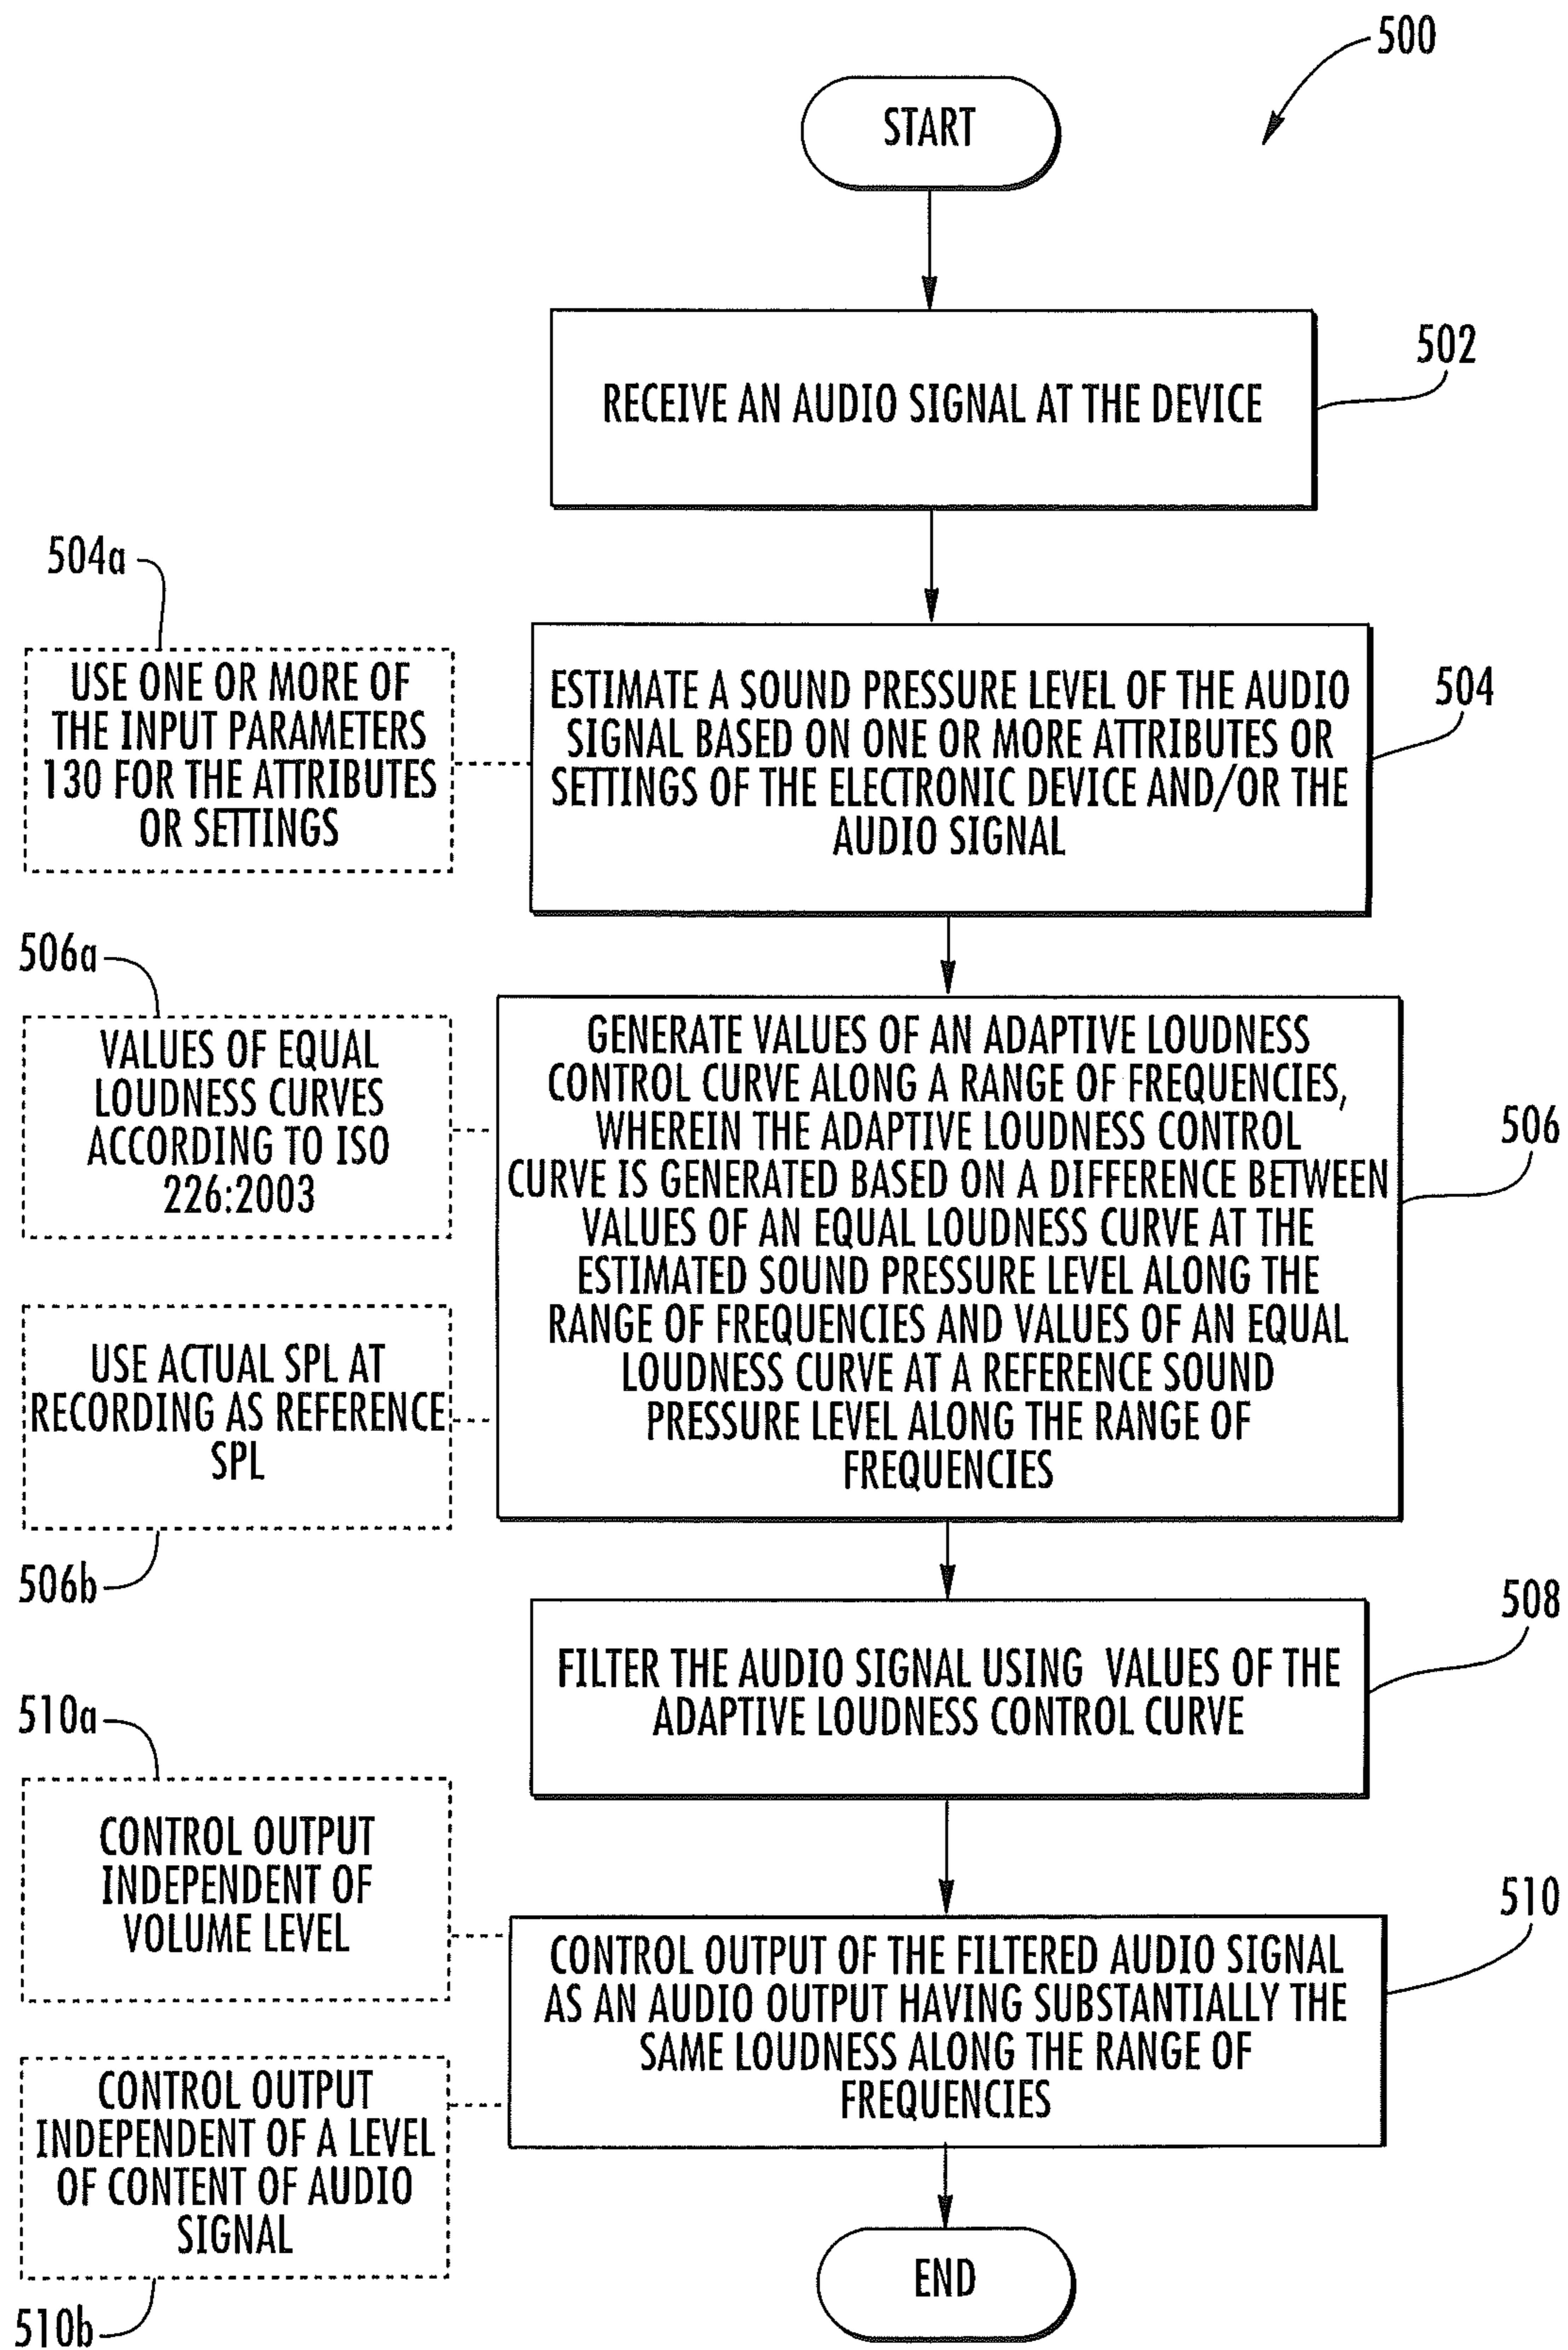 500
START
502
RECEIVE AN AUDIO SIGNAL AT THE DEVICE
504a
USE ONE OR MORE OF
THE INPUT PARAMETERS
130 FOR THE ATTRIBUTES
OR SETTINGS
504
ESTIMATE A SOUND PRESSURE LEVEL OF THE AUDIO
SIGNAL BASED ON ONE OR MORE ATTRIBUTES OR
SETTINGS OF THE ELECTRONIC DEVICE AND/OR THE
AUDIO SIGNAL
506a
VALUES OF EQUAL
LOUDNESS CURVES
ACCORDING TO ISO
226:2003
506
GENERATE VALUES OF AN ADAPTIVE LOUDNESS
CONTROL CURVE ALONG A RANGE OF FREQUENCIES,
WHEREIN THE ADAPTIVE LOUDNESS CONTROL
CURVE IS GENERATED BASED ON A DIFFERENCE BETWEEN
VALUES OF AN EQUAL LOUDNESS CURVE AT THE
ESTIMATED SOUND PRESSURE LEVEL ALONG THE
RANGE OF FREQUENCIES AND VALUES OF AN EQUAL
LOUDNESS CURVE AT A REFERENCE SOUND
PRESSURE LEVEL ALONG THE RANGE OF
FREQUENCIES
USE ACTUAL SPL AT
RECORDING AS REFERENCE
SPL
506b
508
FILTER THE AUDIO SIGNAL USING VALUES OF THE
ADAPTIVE LOUDNESS CONTROL CURVE
510a
CONTROL OUTPUT
INDEPENDENT OF
VOLUME LEVEL
510
CONTROL OUTPUT OF THE FILTERED AUDIO SIGNAL
AS AN AUDIO OUTPUT HAVING SUBSTANTIALLY THE
SAME LOUDNESS ALONG THE RANGE OF
FREQUENCIES
CONTROL OUTPUT
INDEPENDENT OF A LEVEL
OF CONTENT OF AUDIO
SIGNAL
510b
END